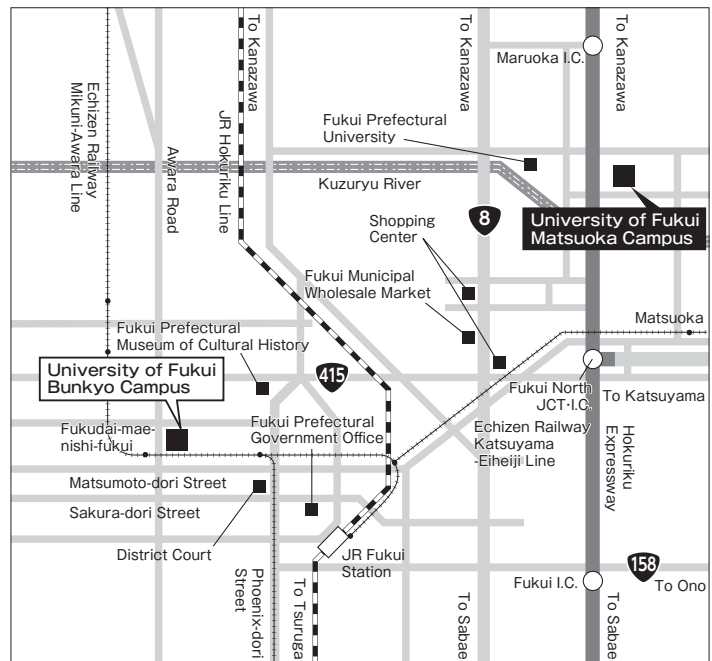 To Kanazawa
To Kanazawa
To Kanazawa
Maruoka I.C.
Echizen Railway
Mikuni-Awara Line
Awara Road
JR Hokuriku Line
Fukui Prefectural
University
Kuzuryu River
8
University of Fukui
Matsuoka Campus
Shopping
Center
Fukui Municipal
Wholesale Market
Matsuoka
Fukui Prefectural
Museum of Cultural History
415
University of Fukui
Bunkyo Campus
Fukui North
JCT·I.C.
To Katsuyama
Fukudai-mae-
nishi-fukui
Fukui Prefectural
Government Office
Echizen Railway
Katsuyama
-Eiheiji Line
Hokuriku
Expressway
Matsumoto-dori Street
Sakura-dori Street
District Court
JR Fukui
Station
Phoenix-dori
Street
To Tsuruga
To Sabae
Fukui I.C.
To Sabae
158
To Ono